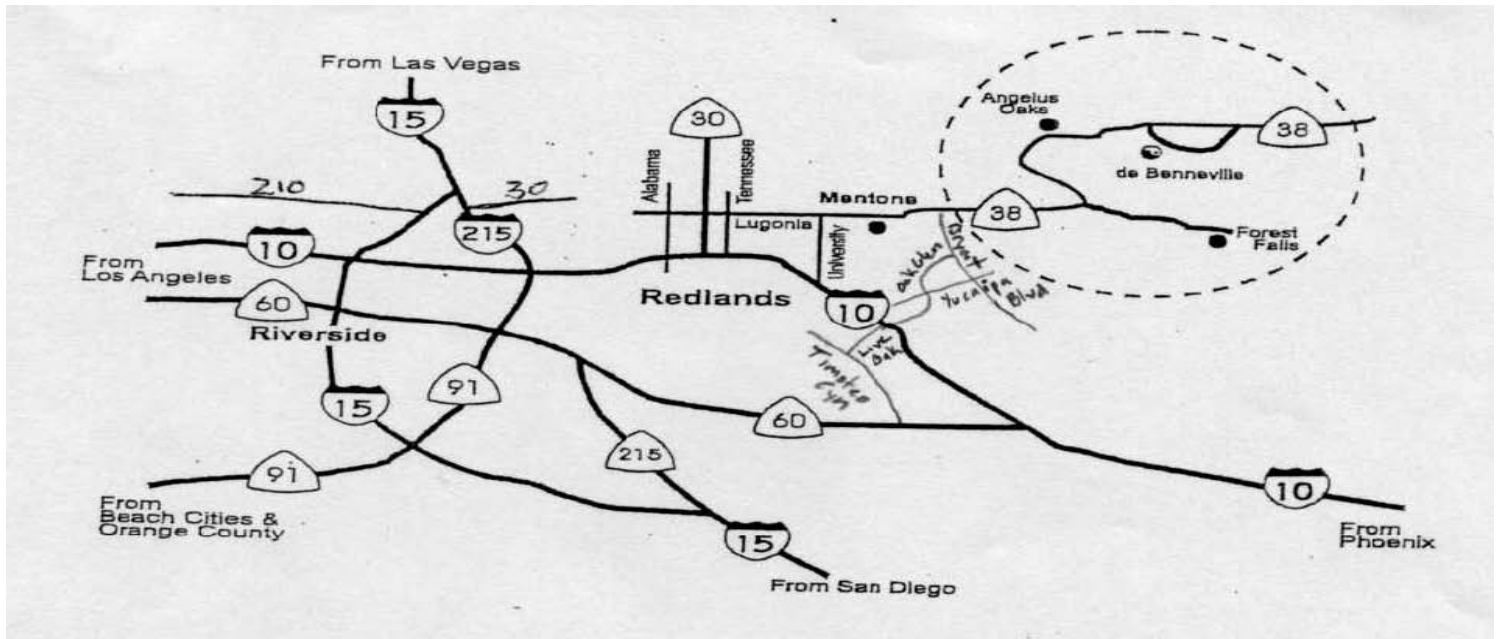 From Las Vegas
15
30
Angelus
Oaks
38
de Benneville
210
30
Alabama
Tennessee
Mentone
38
215
Lugonia
University
10
From
Los Angeles
Forest
Falls
Oak Glen
Bryant
Yucaipa
Blvd
60
Riverside
Redlands
10
Live
Oak
Timoteo
Cyn
15
91
60
215
91
From
Beach Cities &
Orange County
10
15
From
Phoenix
From San Diego